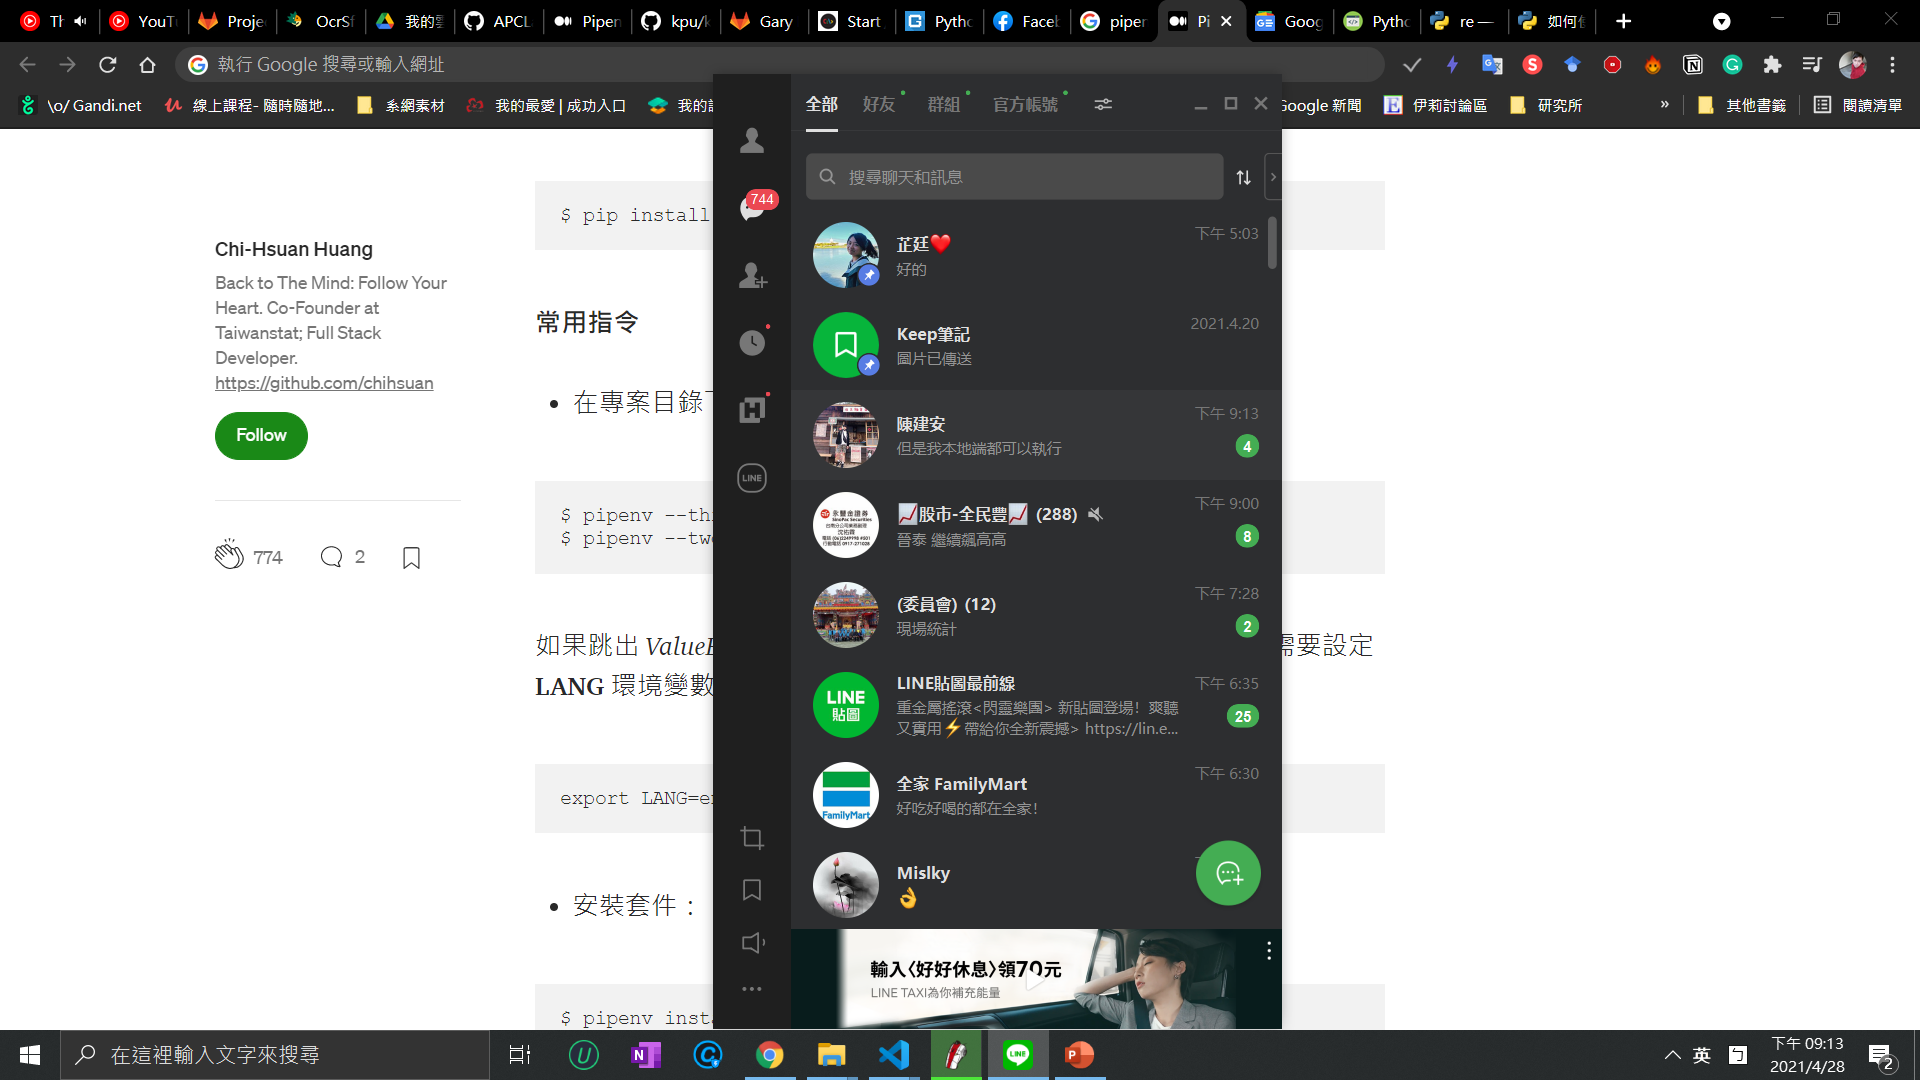 Th
YouTu
Proje
OcrSf
我的雲
APCL
Piper
kpu/k
Gary
Start
Pytho
Faceb
piper
Pi
Goog
Pytho
re —
如何使
執行 Google 搜尋或輸入網址
\o/ Gandi.net
線上課程- 隨時隨地...
系網素材
我的最愛 | 成功入口
Google 新聞
伊莉討論區
研究所
»
其他書籤
閱讀清單
Chi-Hsuan Huang
Back to The Mind: Follow Your
Heart. Co-Founder at
Taiwanstat; Full Stack
Developer.
https://github.com/chihsuan
Follow
774
2
$ pip install
常用指令
在專案目錄下
$ pipenv --th
$ pipenv --two
如果跳出 ValueE
需要設定
LANG 環境變數
export LANG=en
安裝套件：
$ pipenv insta
全部 好友 群組 官方帳號
搜尋聊天和訊息
744
LINE
芷廷❤️
下午 5:03
好的
Keep筆記
2021.4.20
圖片已傳送
陳建安
下午 9:13
但是我本地端都可以執行
4
📈股市-全民豐📈 (288)
下午 9:00
晉泰 繼續飆高高
8
(委員會) (12)
下午 7:28
現場統計
2
LINE
貼圖
LINE貼圖最前線
下午 6:35
重金屬搖滾<閃靈樂團> 新貼圖登場！爽聽
又實用⚡帶給你全新震撼> https://lin.e...
25
FamilyMart
全家 FamilyMart
下午 6:30
好吃好喝的都在全家！
Mislky
👌
輸入〈好好休息〉領70元
LINE TAXI為你補充能量
在這裡輸入文字來搜尋
英
下午 09:13
2021/4/28
2